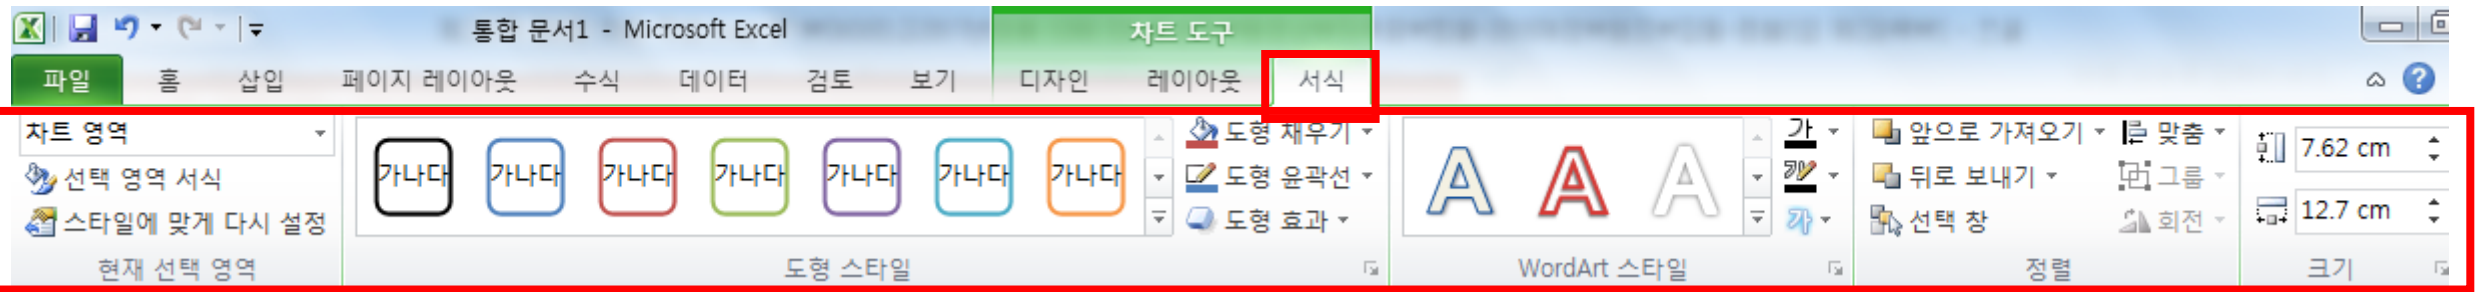 통합 문서1 - Microsoft Excel
차트 도구
파일 홈 삽입 페이지 레이아웃 수식 데이터 검토 보기 디자인 레이아웃 서식
차트 영역
선택 영역 서식
스타일에 맞게 다시 설정
현재 선택 영역
가나다 가나다 가나다 가나다 가나다 가나다 가나다
도형 채우기
도형 윤곽선
도형 효과
도형 스타일
A A A
가
가
가
WordArt 스타일
앞으로 가져오기 맞춤
뒤로 보내기 그룹
선택 창 회전
정렬
7.62 cm
12.7 cm
크기